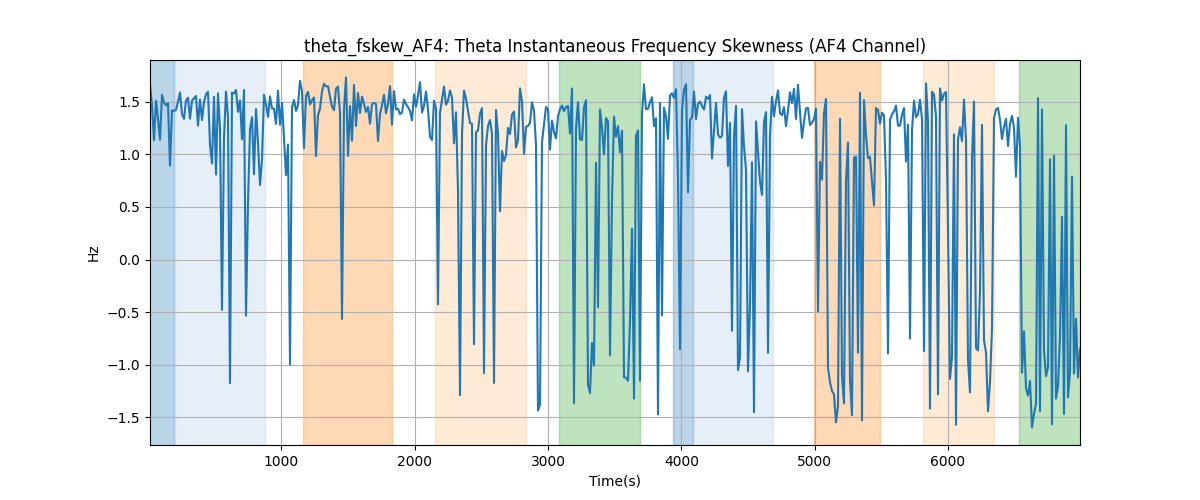 theta_fskew_AF4: Theta Instantaneous Frequency Skewness (AF4 Channel)
1.5
1.0
0.5
0.0
−0.5
−1.0
−1.5
Hz
1000 2000 3000 4000 5000 6000
Time(s)